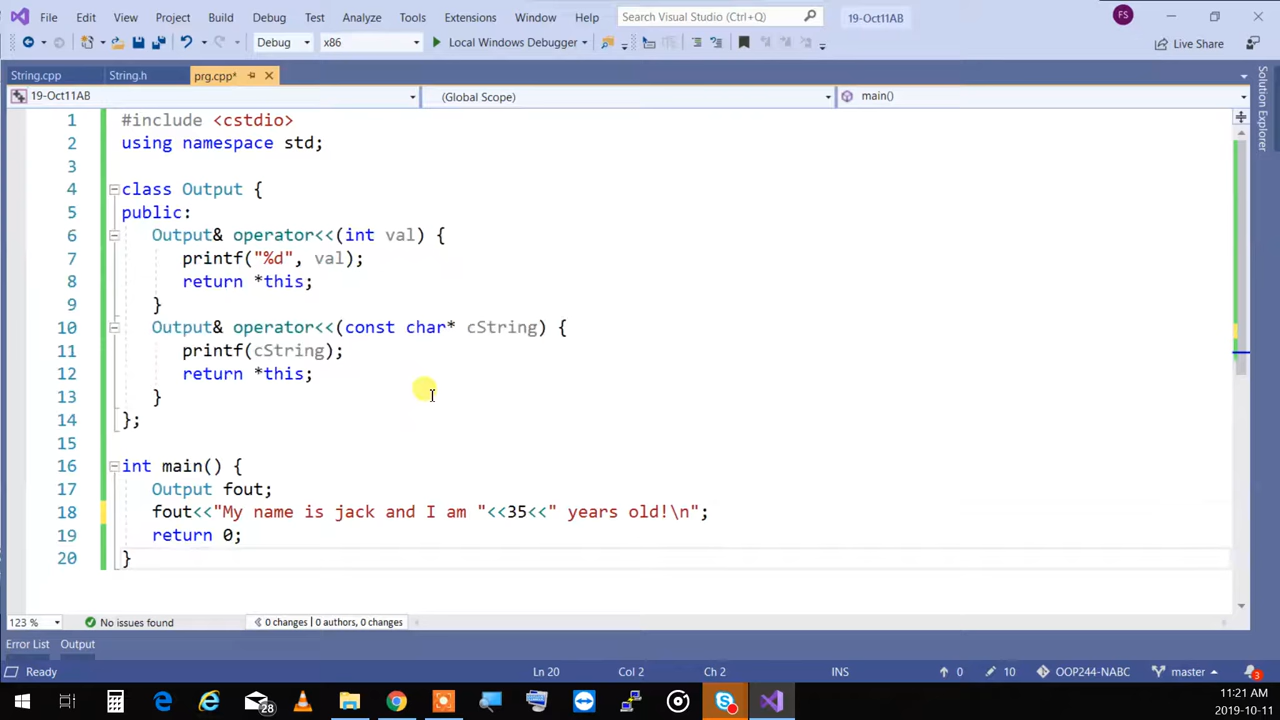 File Edit View Project Build Debug Test Analyze Tools Extensions Window Help Search Visual Studio (Ctrl+Q) 19-Oct11AB FS
Debug x86 Local Windows Debugger Live Share
String.cpp String.h prg.cpp*
19-Oct11AB (Global Scope) main()
Solution Explorer
1 #include <cstdio>
2 using namespace std;
3
4 class Output {
5 public:
6 Output& operator<<(int val) {
7 printf("%d", val);
8 return *this;
9 }
10 Output& operator<<(const char* cString) {
11 printf(cString);
12 return *this;
13 }
14 };
15
16 int main() {
17 Output fout;
18 fout<<"My name is jack and I am "<<35<<" years old!\n";
19 return 0;
20 }
123 % No issues found 0 changes | 0 authors, 0 changes
Error List Output
Ready Ln 20 Col 2 Ch 2 INS 0 10 OOP244-NABC master 3
28 11:21 AM
2019-10-11